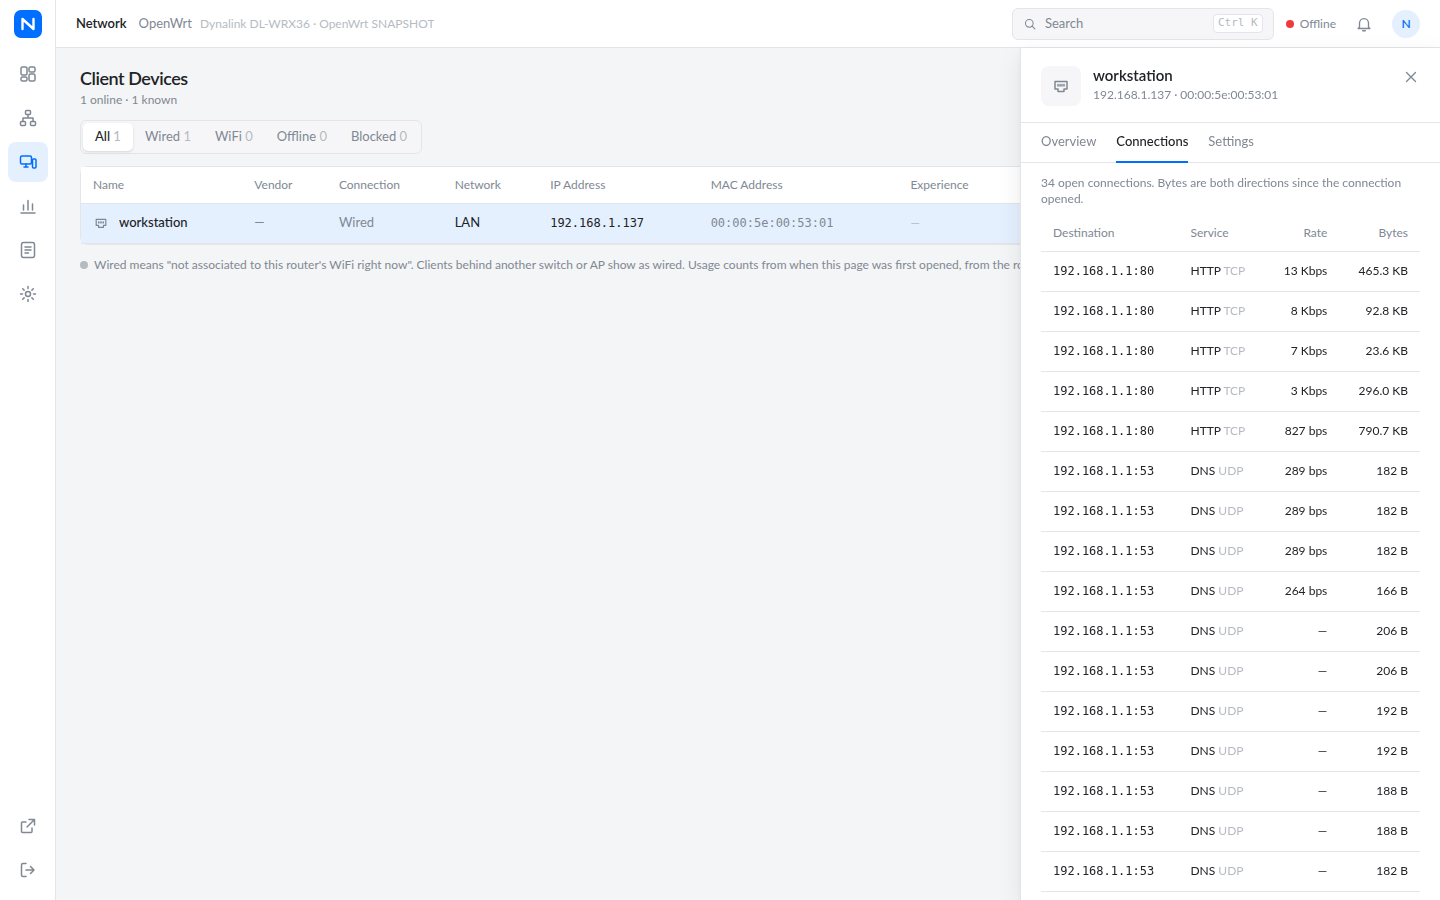 Network OpenWrt Dynalink DL-WRX36 · OpenWrt SNAPSHOT Search Ctrl K Offline N
Client Devices
1 online · 1 known
All 1 Wired 1 WiFi 0 Offline 0 Blocked 0
Name Vendor Connection Network IP Address MAC Address Experience
workstation — Wired LAN 192.168.1.137 00:00:5e:00:53:01 —
Wired means "not associated to this router's WiFi right now". Clients behind another switch or AP show as wired. Usage counts from when this page was first opened, from the ro
workstation
192.168.1.137 · 00:00:5e:00:53:01
Overview Connections Settings
34 open connections. Bytes are both directions since the connection
opened.
Destination Service Rate Bytes
192.168.1.1:80 HTTP TCP 13 Kbps 465.3 KB
192.168.1.1:80 HTTP TCP 8 Kbps 92.8 KB
192.168.1.1:80 HTTP TCP 7 Kbps 23.6 KB
192.168.1.1:80 HTTP TCP 3 Kbps 296.0 KB
192.168.1.1:80 HTTP TCP 827 bps 790.7 KB
192.168.1.1:53 DNS UDP 289 bps 182 B
192.168.1.1:53 DNS UDP 289 bps 182 B
192.168.1.1:53 DNS UDP 289 bps 182 B
192.168.1.1:53 DNS UDP 264 bps 166 B
192.168.1.1:53 DNS UDP — 206 B
192.168.1.1:53 DNS UDP — 206 B
192.168.1.1:53 DNS UDP — 192 B
192.168.1.1:53 DNS UDP — 192 B
192.168.1.1:53 DNS UDP — 188 B
192.168.1.1:53 DNS UDP — 188 B
192.168.1.1:53 DNS UDP — 182 B